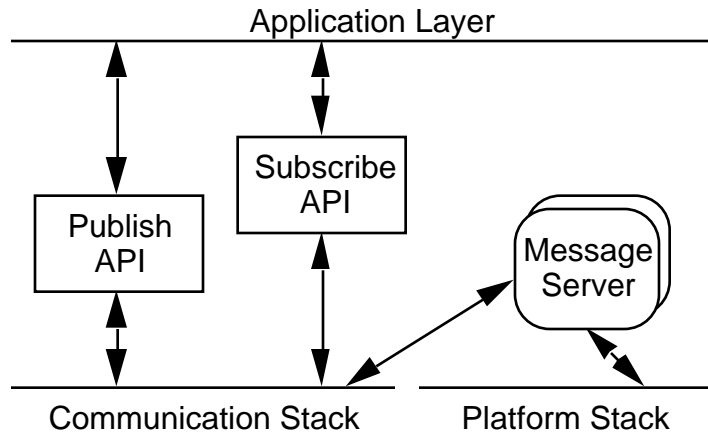 Application Layer
Subscribe
API
Publish
API
Message
Server
Communication Stack
Platform Stack